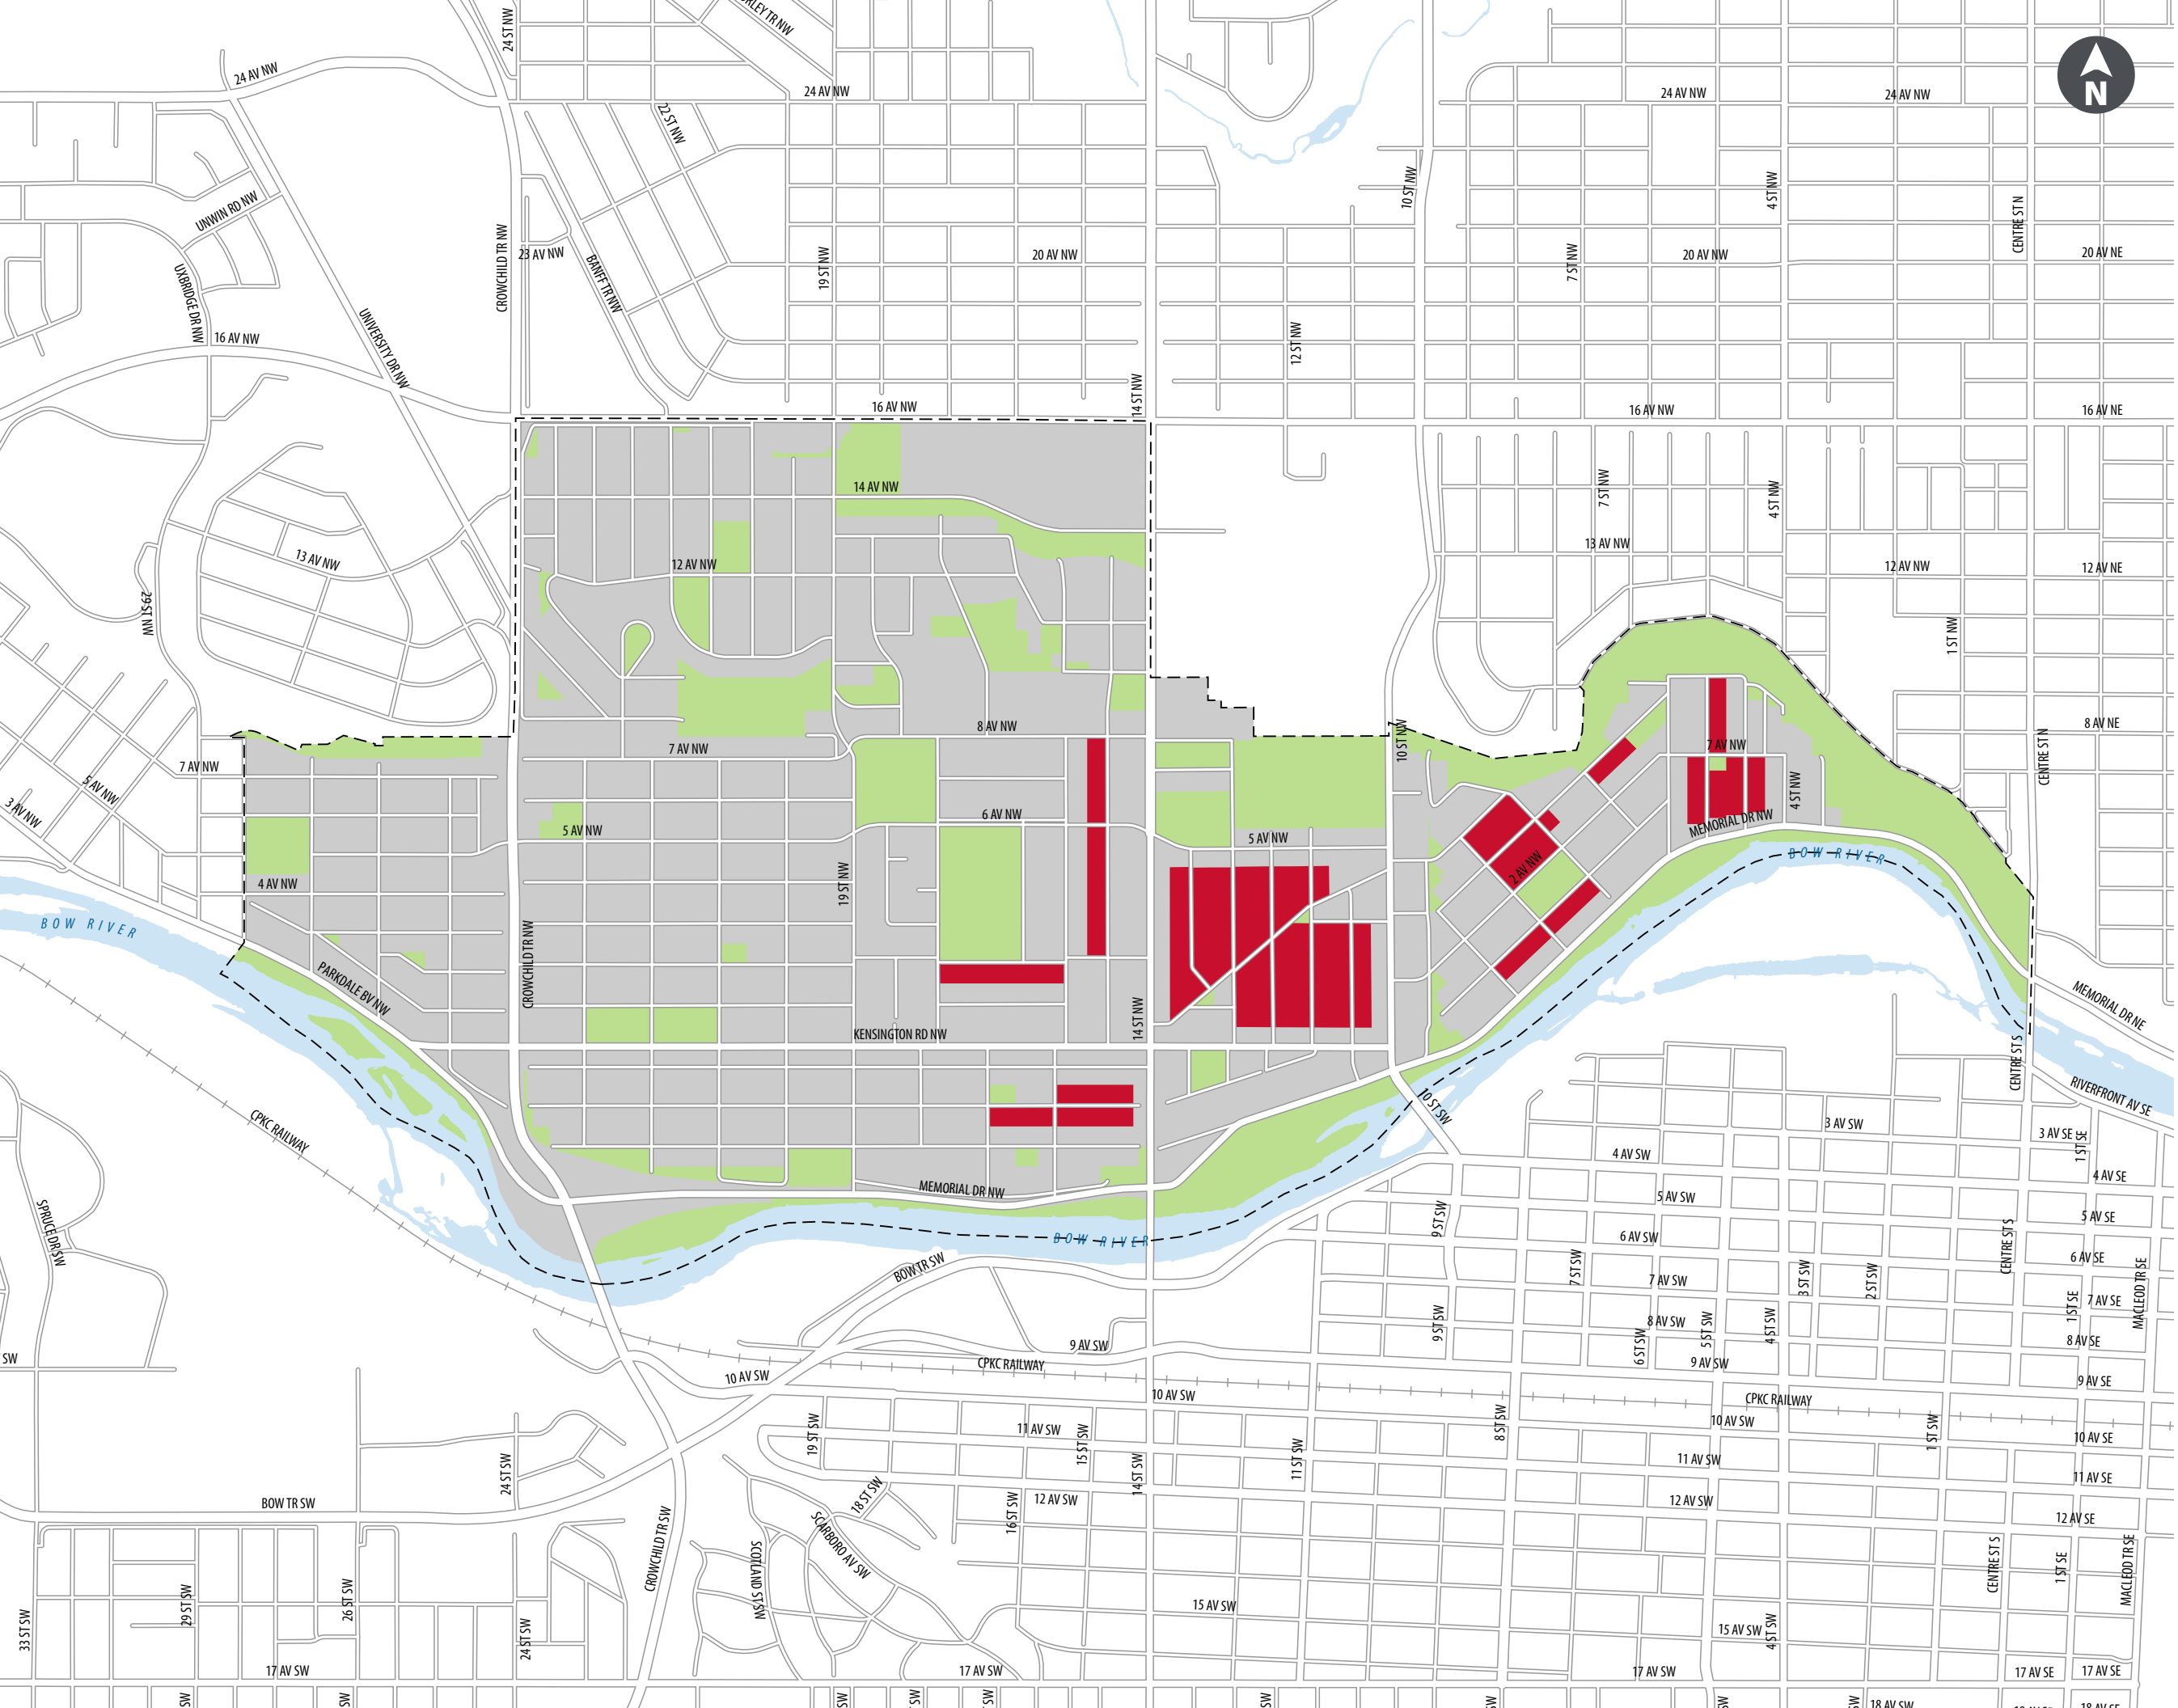 24 ST NW
24 AV NW
24 AV NW
24 AV NW
24 AV NW
N
22 ST NW
10 ST NW
4 ST NW
UNWIN RD NW
CENTRE ST N
CROWCHILD TR NW
23 AV NW
19 ST NW
20 AV NW
7 ST NW
20 AV NW
20 AV NE
UXBRIDGE DR NW
BANFF TR NW
UNIVERSITY DR NW
16 AV NW
12 ST NW
14 ST NW
16 AV NW
16 AV NW
16 AV NE
14 AV NW
7 ST NW
4 ST NW
13 AV NW
12 AV NW
13 AV NW
12 AV NW
12 AV NE
29 ST NW
1 ST NW
8 AV NW
10 ST NW
8 AV NE
7 AV NW
7 AV NW
7 AV NW
CENTRE ST N
5 AV NW
3 AV NW
4 ST NW
6 AV NW
5 AV NW
5 AV NW
MEMORIAL DR NW
BOW RIVER
2 AV NW
4 AV NW
19 ST NW
BOW RIVER
CROWCHILD TR NW
PARKDALE BV NW
14 ST NW
KENSINGTON RD NW
MEMORIAL DR NE
CENTRE ST S
RIVERFRONT AV SE
10 ST SW
CPKC RAILWAY
3 AV SW
3 AV SE
1 ST SE
4 AV SW
4 AV SE
MEMORIAL DR NW
5 AV SW
5 AV SE
SPRUCE DR SW
9 ST SW
BOW RIVER
6 AV SW
CENTRE ST S
6 AV SE
BOW TR SW
7 ST SW
7 AV SW
3 ST SW
2 ST SW
MACLEOD TR SE
1 ST SE
7 AV SE
9 ST SW
8 AV SW
5 ST SW
4 ST SW
8 AV SE
6 ST SW
9 AV SW
SW
CPKC RAILWAY
9 AV SW
9 AV SE
10 AV SW
10 AV SW
CPKC RAILWAY
10 AV SW
19 ST SW
11 AV SW
15 ST SW
8 ST SW
1 ST SW
10 AV SE
11 ST SW
11 AV SW
11 AV SE
24 ST SW
14 ST SW
18 ST SW
BOW TR SW
16 ST SW
12 AV SW
12 AV SW
12 AV SE
CROWCHILD TR SW
SCARBORO AV SW
SCOTLAND ST SW
CENTRE ST S
1 ST SE
MACLEOD TR SE
29 ST SW
26 ST SW
15 AV SW
33 ST SW
24 ST SW
15 AV SW
4 ST SW
17 AV SW
17 AV SW
17 AV SW
17 AV SE
17 AV SE
SW
SW
SW
SW
SW
SW
SW
SW
SW
18 AV SW
18 AV SE